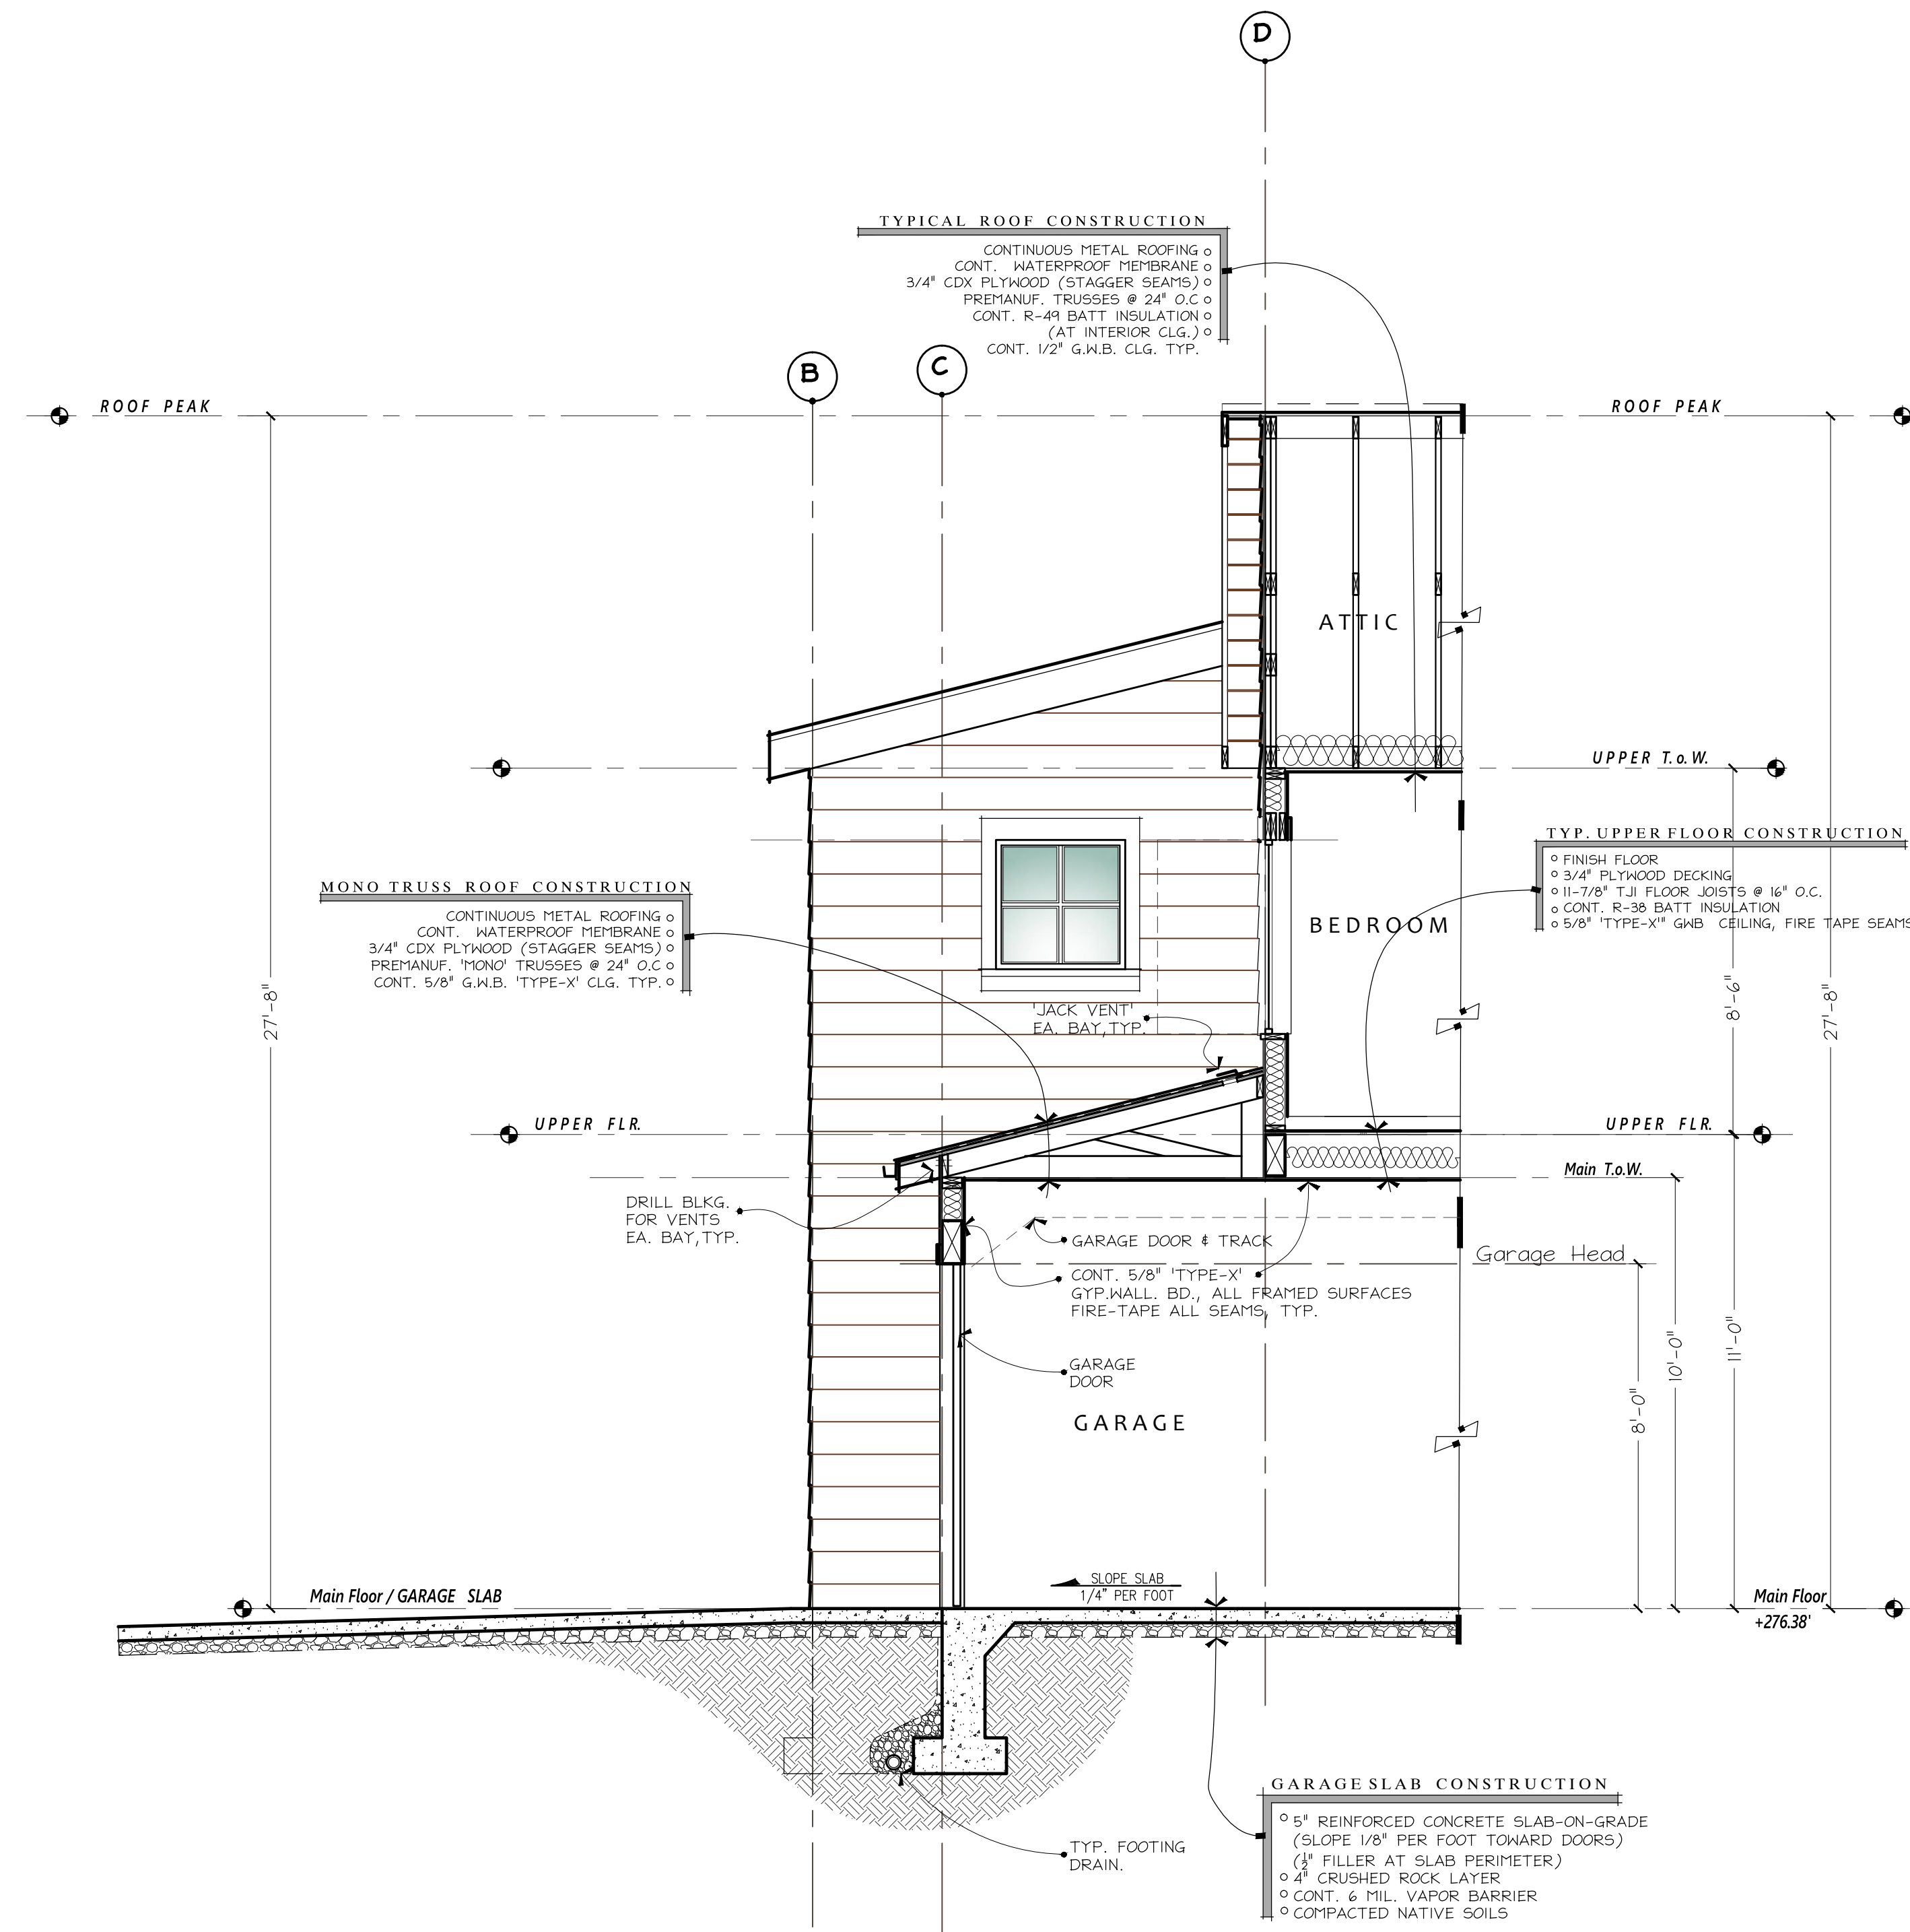 D
TYPICAL ROOF CONSTRUCTION
CONTINUOUS METAL ROOFING
CONT. WATERPROOF MEMBRANE
3/4" CDX PLYWOOD (STAGGER SEAMS)
PREMANUF. TRUSSES @ 24" O.C
CONT. R-49 BATT INSULATION
(AT INTERIOR CLG.)
CONT. 1/2" G.W.B. CLG. TYP.
B
C
ROOF PEAK
ROOF PEAK
ATTIC
UPPER T.o.W.
TYP. UPPER FLOOR CONSTRUCTION
FINISH FLOOR
3/4" PLYWOOD DECKING
11-7/8" TJI FLOOR JOISTS @ 16" O.C.
CONT. R-38 BATT INSULATION
5/8" 'TYPE-X'" GWB CEILING, FIRE TAPE SEAMS
MONO TRUSS ROOF CONSTRUCTION
CONTINUOUS METAL ROOFING
CONT. WATERPROOF MEMBRANE
3/4" CDX PLYWOOD (STAGGER SEAMS)
PREMANUF. 'MONO' TRUSSES @ 24" O.C
CONT. 5/8" G.W.B. 'TYPE-X' CLG. TYP.
BEDROOM
27'-8"
8'-6"
27'-8"
'JACK VENT'
EA. BAY, TYP.
UPPER FLR.
UPPER FLR.
Main T.o.W.
DRILL BLKG.
FOR VENTS
EA. BAY, TYP.
GARAGE DOOR & TRACK
Garage Head
CONT. 5/8" 'TYPE-X'
GYP.WALL. BD., ALL FRAMED SURFACES
FIRE-TAPE ALL SEAMS, TYP.
GARAGE
DOOR
GARAGE
8'-0"
10'-0"
11'-0"
SLOPE SLAB
1/4" PER FOOT
Main Floor / GARAGE SLAB
Main Floor
+276.38'
GARAGE SLAB CONSTRUCTION
5" REINFORCED CONCRETE SLAB-ON-GRADE
(SLOPE 1/8" PER FOOT TOWARD DOORS)
(½" FILLER AT SLAB PERIMETER)
4" CRUSHED ROCK LAYER
CONT. 6 MIL. VAPOR BARRIER
COMPACTED NATIVE SOILS
TYP. FOOTING
DRAIN.